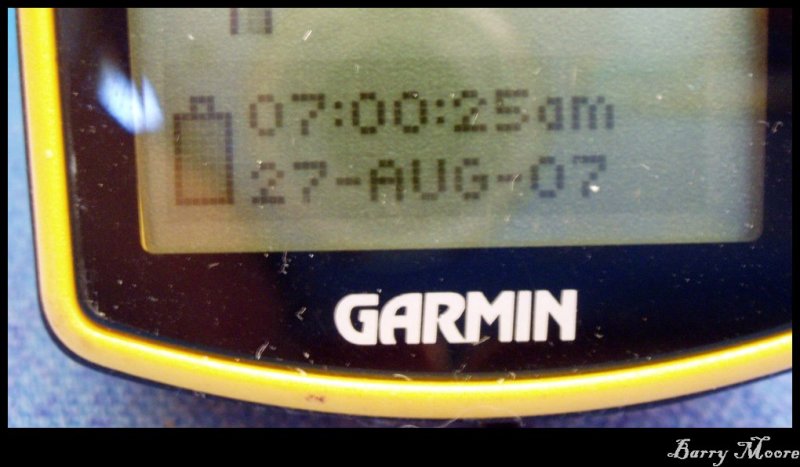 07:00:25am
27-AUG-07
GARMIN
Barry Moore